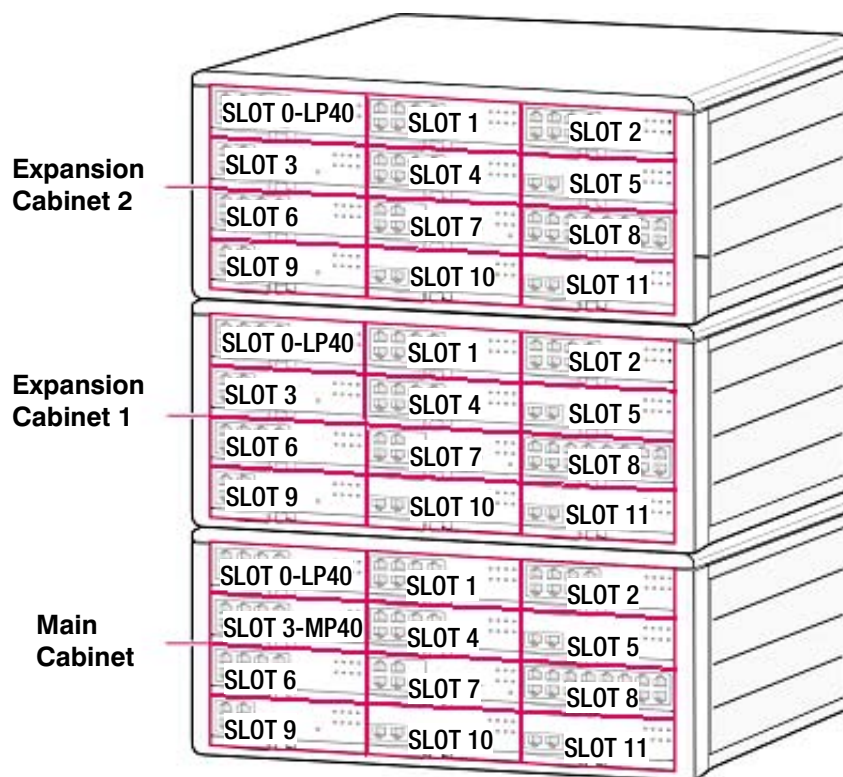 Expansion
Cabinet 2
SLOT 0-LP40 SLOT 1 SLOT 2
SLOT 3 SLOT 4 SLOT 5
SLOT 6 SLOT 7 SLOT 8
SLOT 9 SLOT 10 SLOT 11
Expansion
Cabinet 1
SLOT 0-LP40 SLOT 1 SLOT 2
SLOT 3 SLOT 4 SLOT 5
SLOT 6 SLOT 7 SLOT 8
SLOT 9 SLOT 10 SLOT 11
Main
Cabinet
SLOT 0-LP40 SLOT 1 SLOT 2
SLOT 3-MP40 SLOT 4 SLOT 5
SLOT 6 SLOT 7 SLOT 8
SLOT 9 SLOT 10 SLOT 11